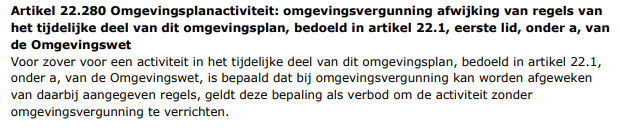 Artikel 22.280 Omgevingsplanactiviteit: omgevingsvergunning afwijking van regels van
het tijdelijke deel van dit omgevingsplan, bedoeld in artikel 22.1, eerste lid, onder a, van
de Omgevingswet
Voor zover voor een activiteit in het tijdelijke deel van dit omgevingsplan, bedoeld in artikel 22.1,
onder a, van de Omgevingswet, is bepaald dat bij omgevingsvergunning kan worden afgeweken
van daarbij aangegeven regels, geldt deze bepaling als verbod om de activiteit zonder
omgevingsvergunning te verrichten.